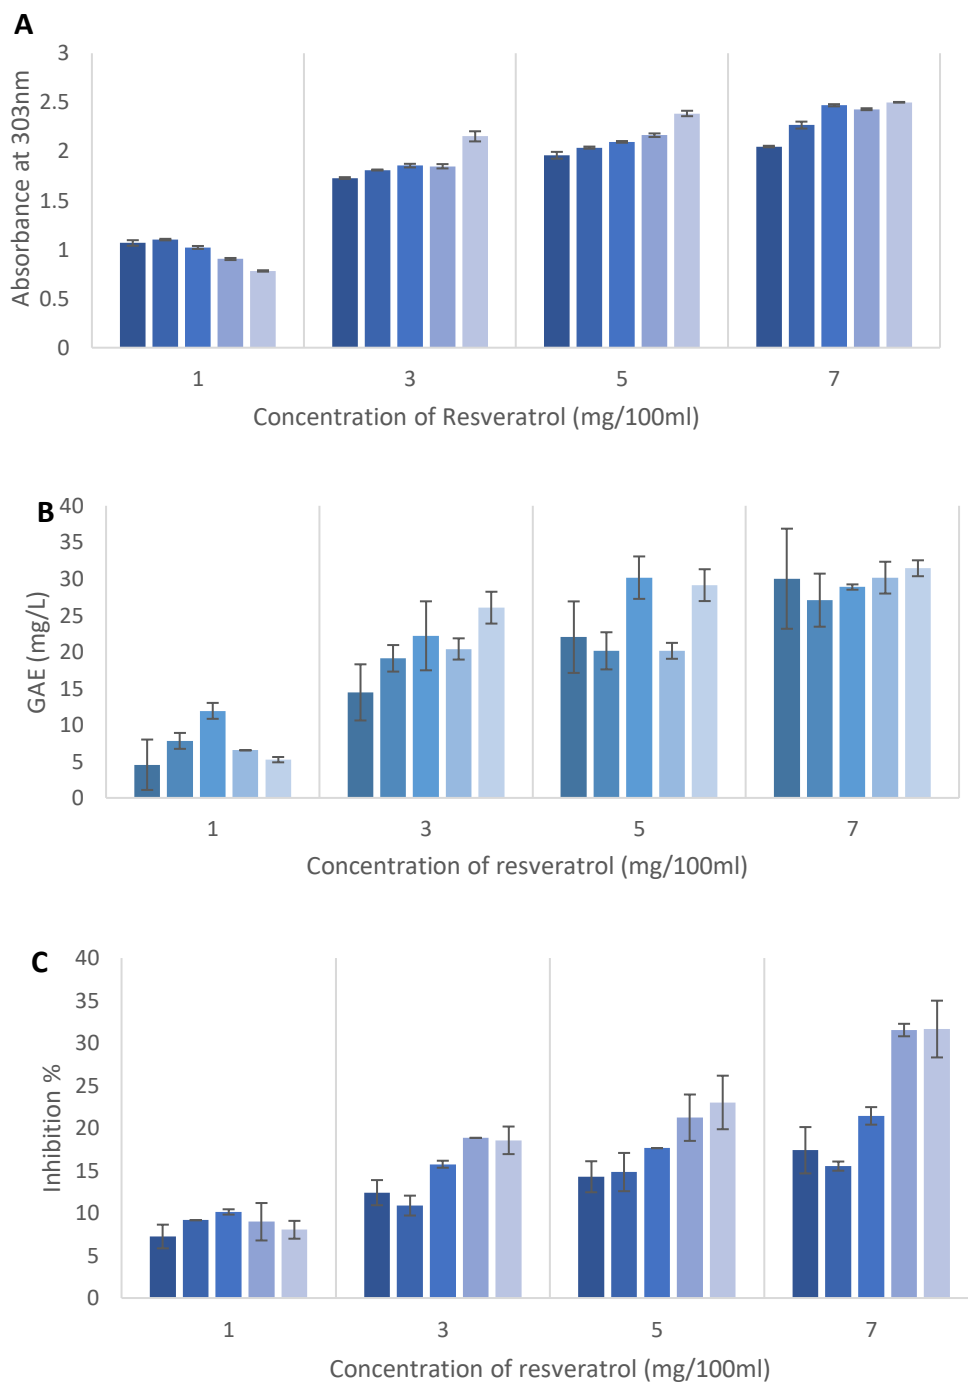 A
Absorbance at 303nm
3
2.5
2
1.5
1
0.5
0
1 3 5 7
Concentration of Resveratrol (mg/100ml)
B
GAE (mg/L)
40
35
30
25
20
15
10
5
0
1 3 5 7
Concentration of resveratrol (mg/100ml)
C
Inhibition %
40
35
30
25
20
15
10
5
0
1 3 5 7
Concentration of resveratrol (mg/100ml)